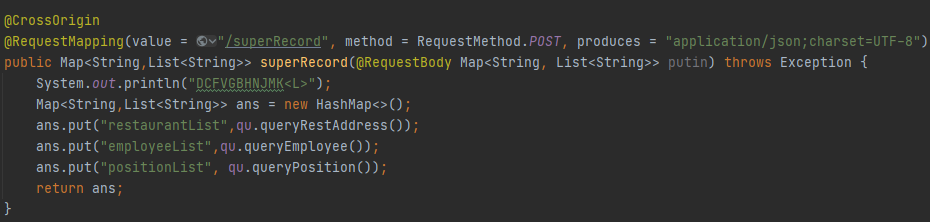 @CrossOrigin
@RequestMapping(value = "/superRecord", method = RequestMethod.POST, produces = "application/json;charset=UTF-8")
public Map<String,List<String>> superRecord(@RequestBody Map<String, List<String>> putin) throws Exception {
    System.out.println("DCFVGBHNJMK<L>");
    Map<String,List<String>> ans = new HashMap<>();
    ans.put("restaurantList",qu.queryRestAddress());
    ans.put("employeeList",qu.queryEmployee());
    ans.put("positionList", qu.queryPosition());
    return ans;
}